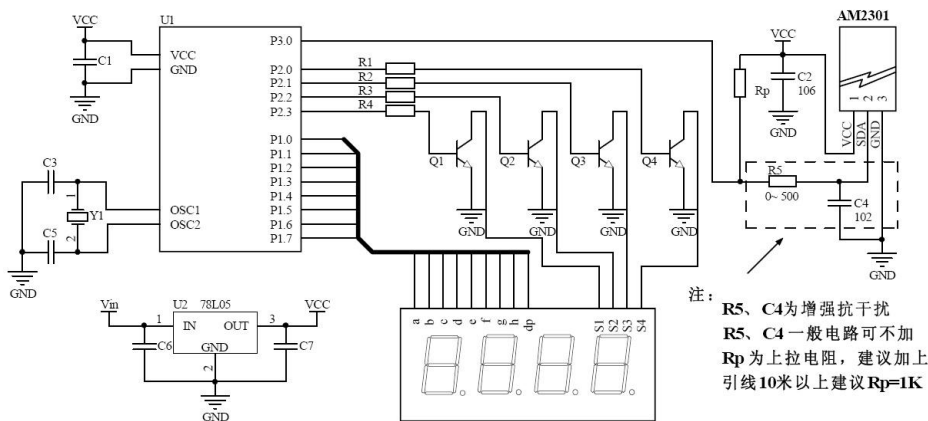 VCC
C1
GND
U1
VCC
GND
OSC1
OSC2
P3.0
P2.0
P2.1
P2.2
P2.3
P1.0
P1.1
P1.2
P1.3
P1.4
P1.5
P1.6
P1.7
R1
R2
R3
R4
Q1
Q2
Q3
Q4
GND
GND
GND
GND
C3
C5
1
2
Y1
GND
Vin
U2 78L05
VCC
1
IN
OUT
3
GND
2
C6
C7
GND
a
b
c
d
e
f
g
h
dp
S1
S2
S3
S4
AM2301
VCC
Rp
C2
106
GND
1
2
3
VCC
SDA
GND
R5
0~ 500
C4
102
GND
注:
R5、C4为增强抗干扰
R5、C4 一般电路可不加
Rp 为上拉电阻，建议加上
引线10米以上建议Rp=1K